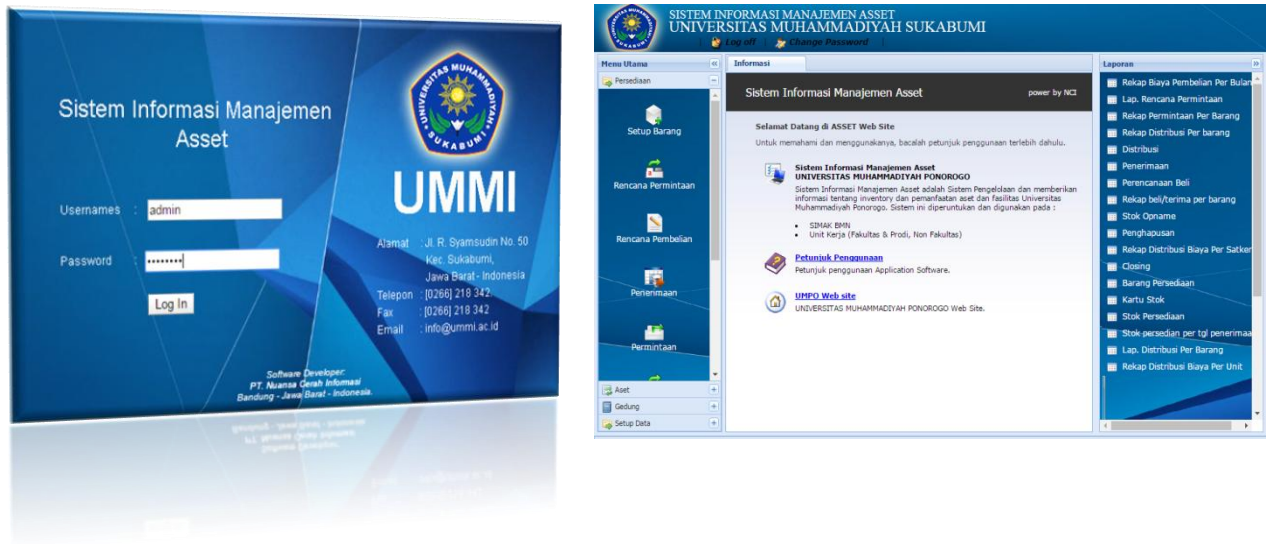 Sistem Informasi Manajemen
Asset
Usernames : admin
Password : ••••••••
Log In
UNIVERSITAS MUHAMMADIYAH
SUKABUMI
UMMI
Alamat : Jl. R. Syamsudin No. 50
Kec. Sukabumi,
Jawa Barat - Indonesia
Telepon : [0266] 218 342
Fax : [0266] 218 342
Email : info@ummi.ac.id
Software Developer:
PT. Nuansa Cerah Informasi
Bandung - Jawa Barat - Indonesia.
SISTEM INFORMASI MANAJEMEN ASSET
UNIVERSITAS MUHAMMADIYAH SUKABUMI
Log off | Change Password |
Menu Utama
Persediaan
Setup Barang
Rencana Permintaan
Rencana Pembelian
Penerimaan
Permintaan
Aset
Gedung
Setup Data
Informasi
Sistem Informasi Manajemen Asset power by NCI
Selamat Datang di ASSET Web Site
Untuk memahami dan menggunakanya, bacalah petunjuk penggunaan terlebih dahulu.
Sistem Informasi Manajemen Asset
UNIVERSITAS MUHAMMADIYAH PONOROGO
Sistem Informasi Manajemen Asset adalah Sistem Pengelolaan dan memberikan
informasi tentang inventory dan pemanfaatan aset dan fasilitas Universitas
Muhammadiyah Ponorogo. Sistem ini diperuntukan dan digunakan pada :
• SIMAK BMN
• Unit Kerja (Fakultas & Prodi, Non Fakultas)
Petunjuk Penggunaan
Petunjuk penggunaan Application Software.
UMPO Web site
UNIVERSITAS MUHAMMADIYAH PONOROGO Web Site.
Laporan
Rekap Biaya Pembelian Per Bulan
Lap. Rencana Permintaan
Rekap Permintaan Per Barang
Rekap Distribusi Per barang
Distribusi
Penerimaan
Perencanaan Beli
Rekap beli/terima per barang
Stok Opname
Penghapusan
Rekap Distribusi Biaya Per Satker
Closing
Barang Persediaan
Kartu Stok
Stok Persediaan
Stok persedian per tgl penerimaa
Lap. Distribusi Per Barang
Rekap Distribusi Biaya Per Unit